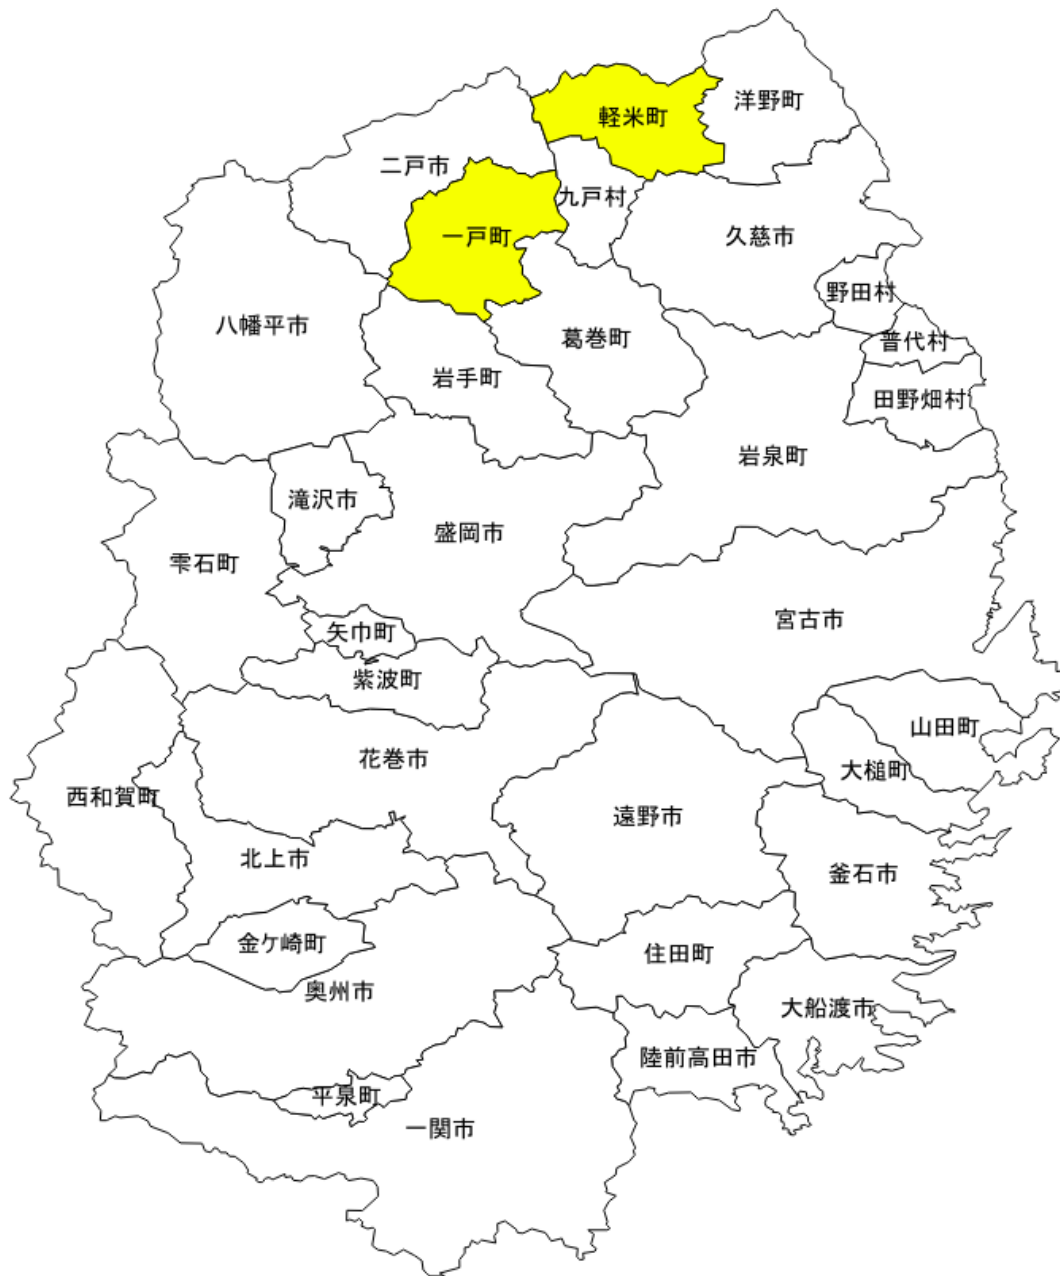 洋野町
軽米町
二戸市
九戸村
一戸町
久慈市
野田村
八幡平市
葛巻町
普代村
岩手町
田野畑村
岩泉町
滝沢市
盛岡市
雫石町
宮古市
矢巾町
紫波町
山田町
花巻市
大槌町
西和賀町
遠野市
北上市
釜石市
金ケ崎町
住田町
奥州市
大船渡市
陸前高田市
平泉町
一関市